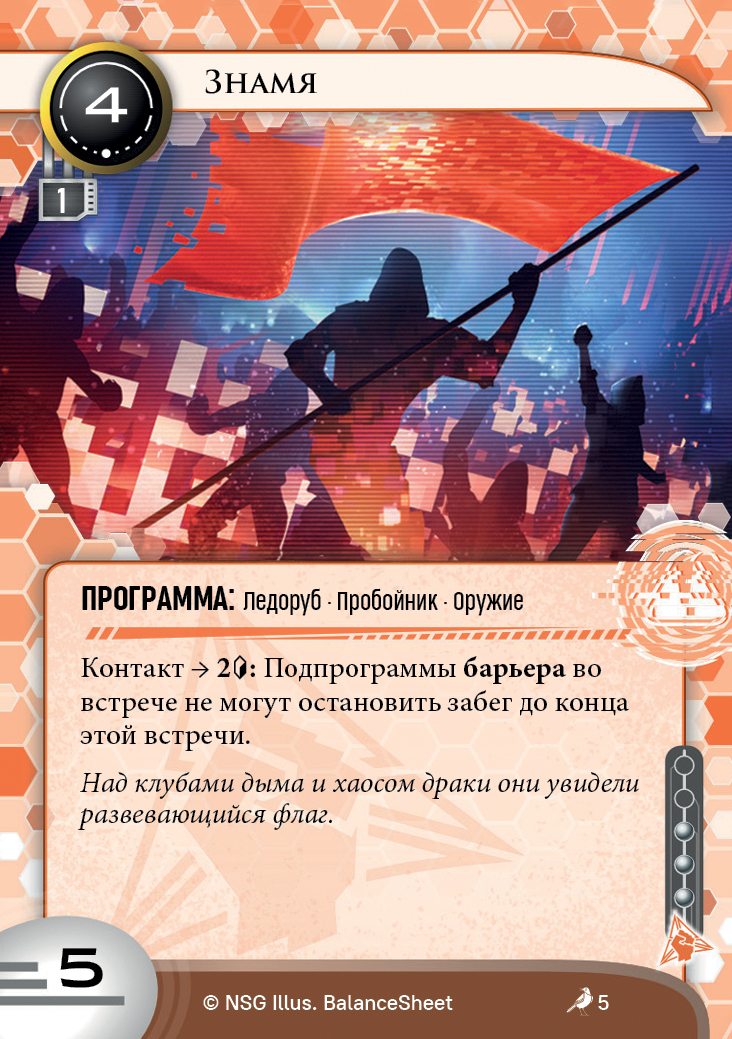 4
Знамя
1
ПРОГРАММА: Ледоруб · Пробойник · Оружие
Контакт → 2: Подпрограммы барьера во
встрече не могут остановить забег до конца
этой встречи.
Над клубами дыма и хаосом драки они увидели
развевающийся флаг.
5
© NSG Illus. BalanceSheet
5